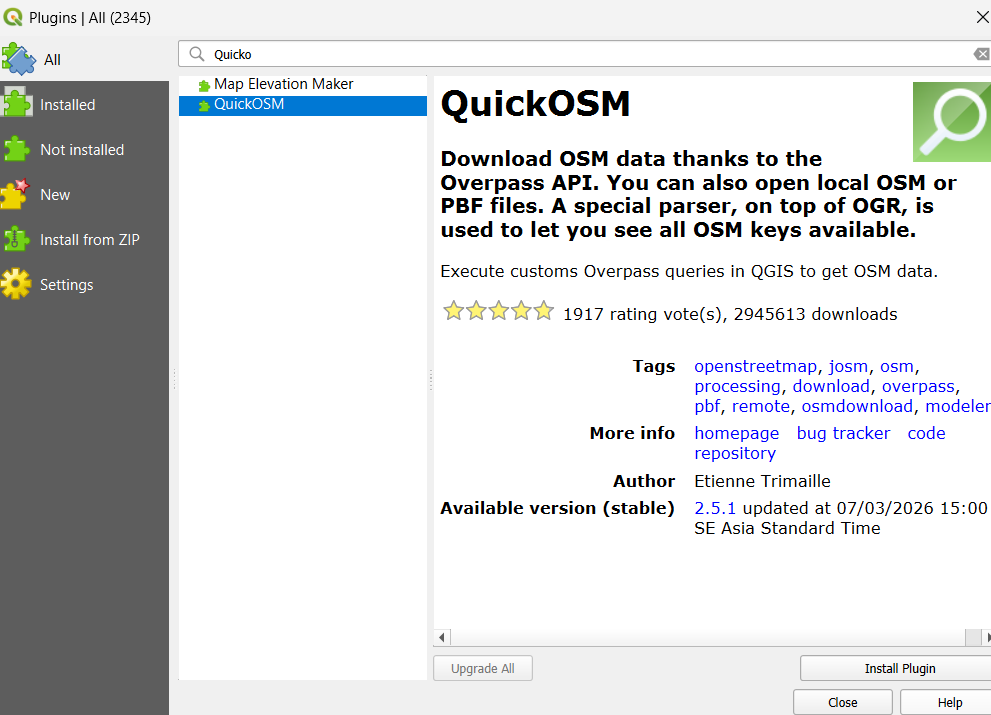 Plugins | All (2345)
All
Installed
Not installed
New
Install from ZIP
Settings
Quicko
Map Elevation Maker
QuickOSM
QuickOSM
Download OSM data thanks to the
Overpass API. You can also open local OSM or
PBF files. A special parser, on top of OGR, is
used to let you see all OSM keys available.
Execute customs Overpass queries in QGIS to get OSM data.
1917 rating vote(s), 2945613 downloads
Tags openstreetmap, josm, osm,
processing, download, overpass,
pbf, remote, osmdownload, modeler
More info homepage bug tracker code
repository
Author Etienne Trimaille
Available version (stable) 2.5.1 updated at 07/03/2026 15:00
SE Asia Standard Time
Upgrade All Install Plugin
Close Help